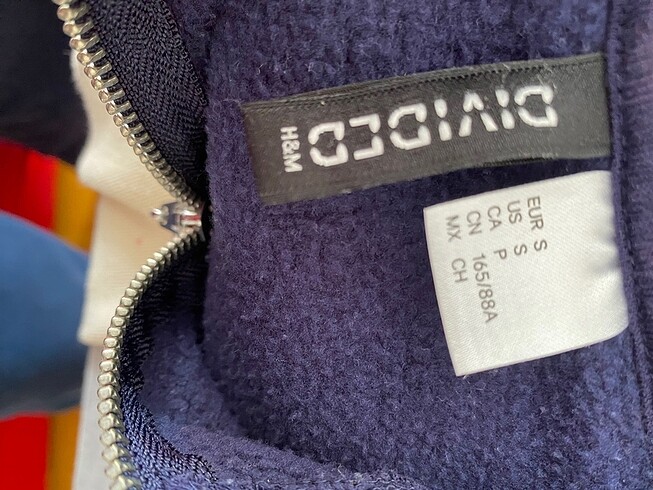 DIVIDED
H&M
EUR S
US S
CA P
CN 165/88A
MX CH